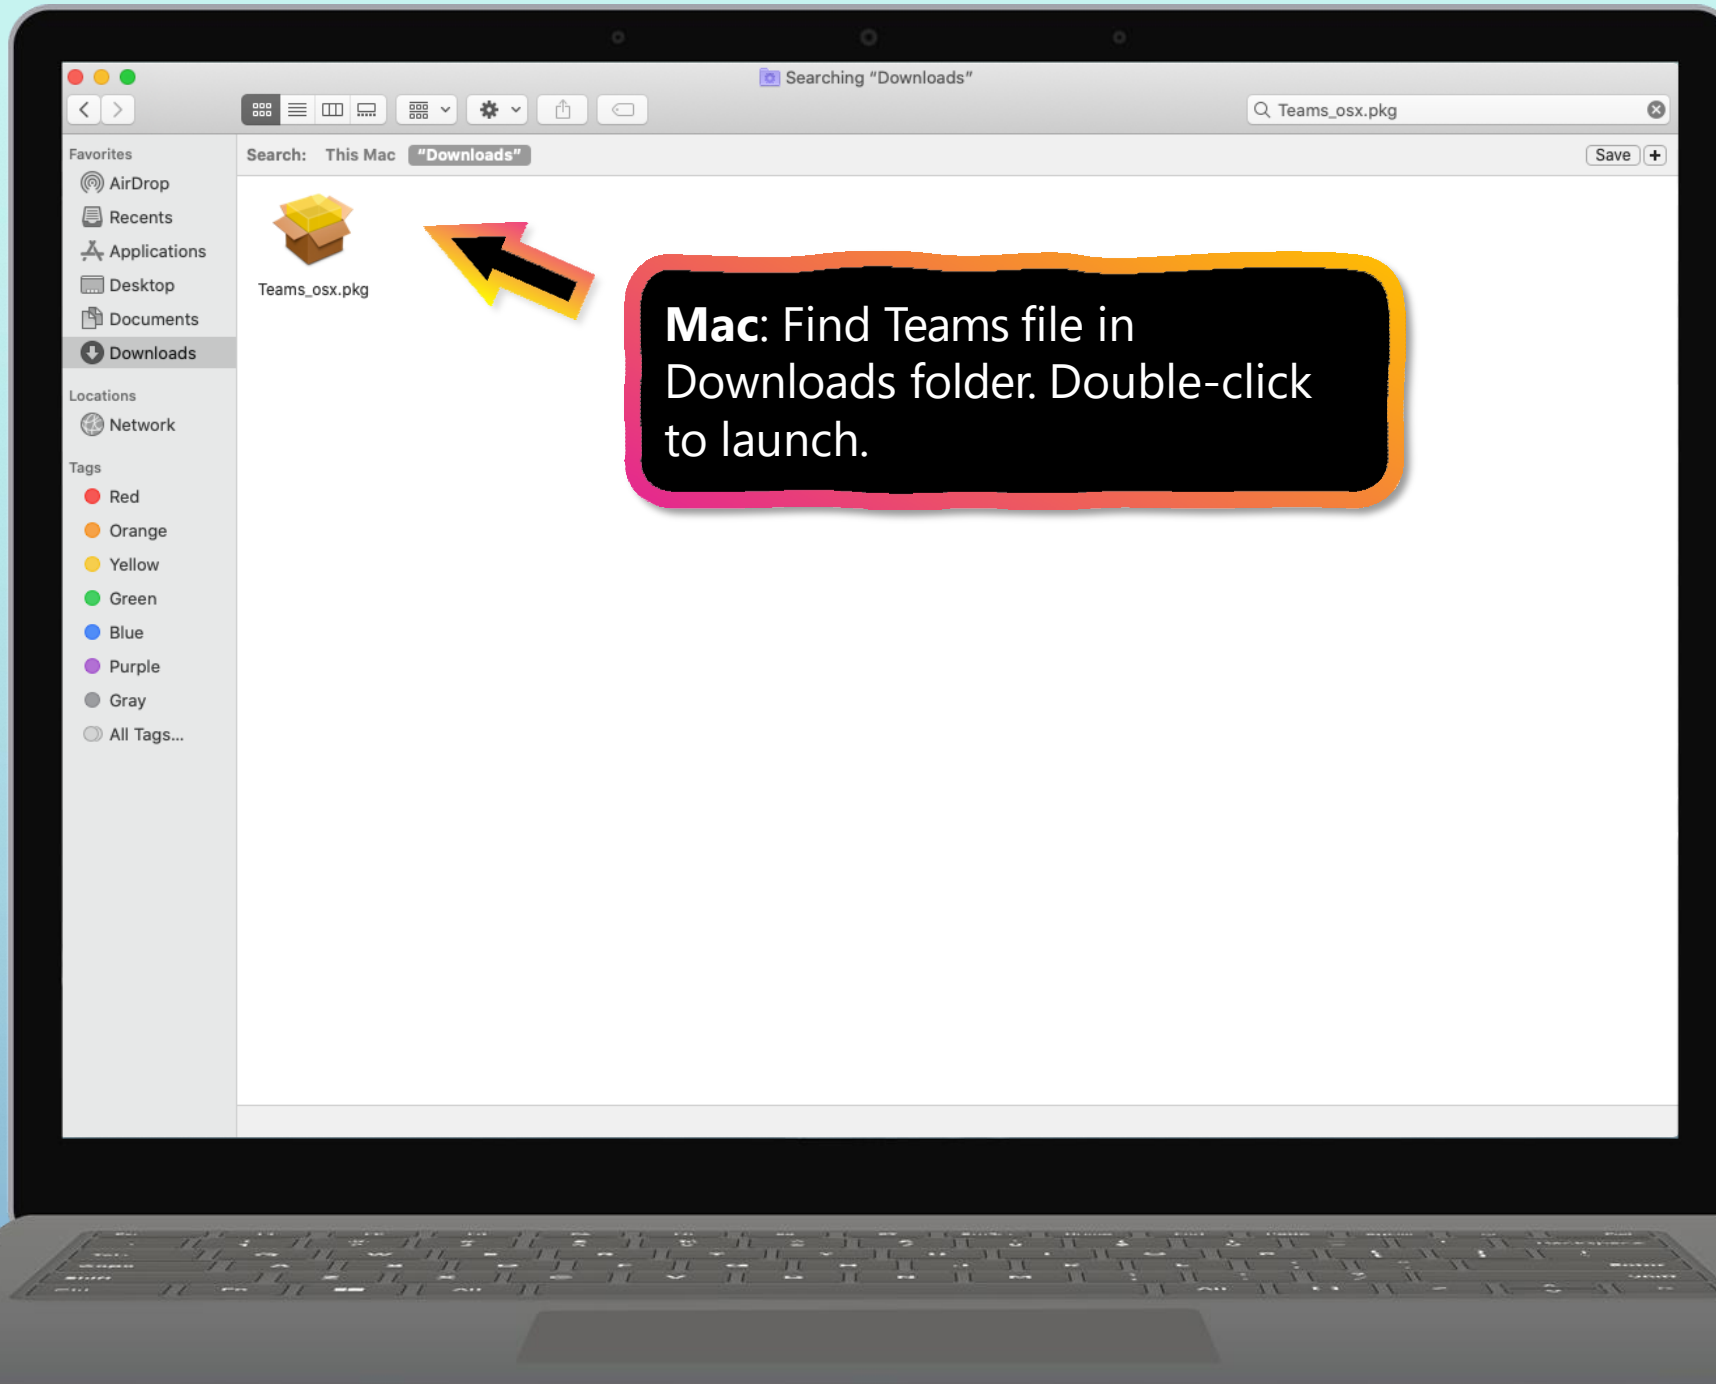 Searching “Downloads”
Teams_osx.pkg
Favorites
AirDrop
Recents
Applications
Desktop
Documents
Downloads
Locations
Network
Tags
Red
Orange
Yellow
Green
Blue
Purple
Gray
All Tags...
Search: This Mac “Downloads”
Save +
Teams_osx.pkg
Mac: Find Teams file in
Downloads folder. Double-click
to launch.